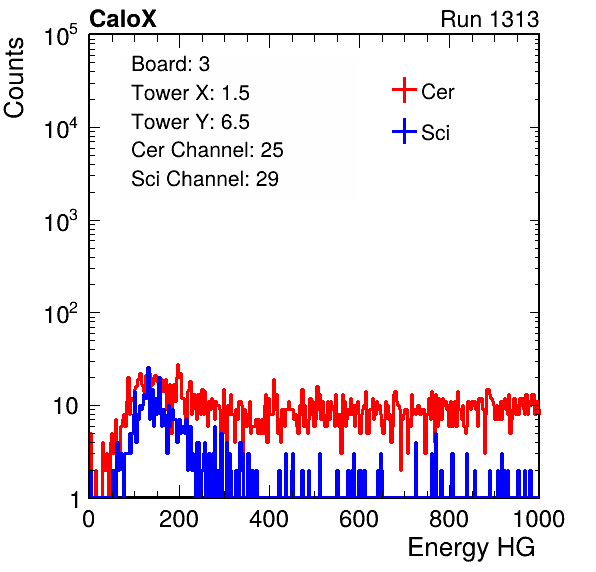 CaloX Run 1313
Counts
10^5
10^4
10^3
10^2
10
1
Board: 3
Tower X: 1.5
Tower Y: 6.5
Cer Channel: 25
Sci Channel: 29
Cer
Sci
0 200 400 600 800 1000
Energy HG